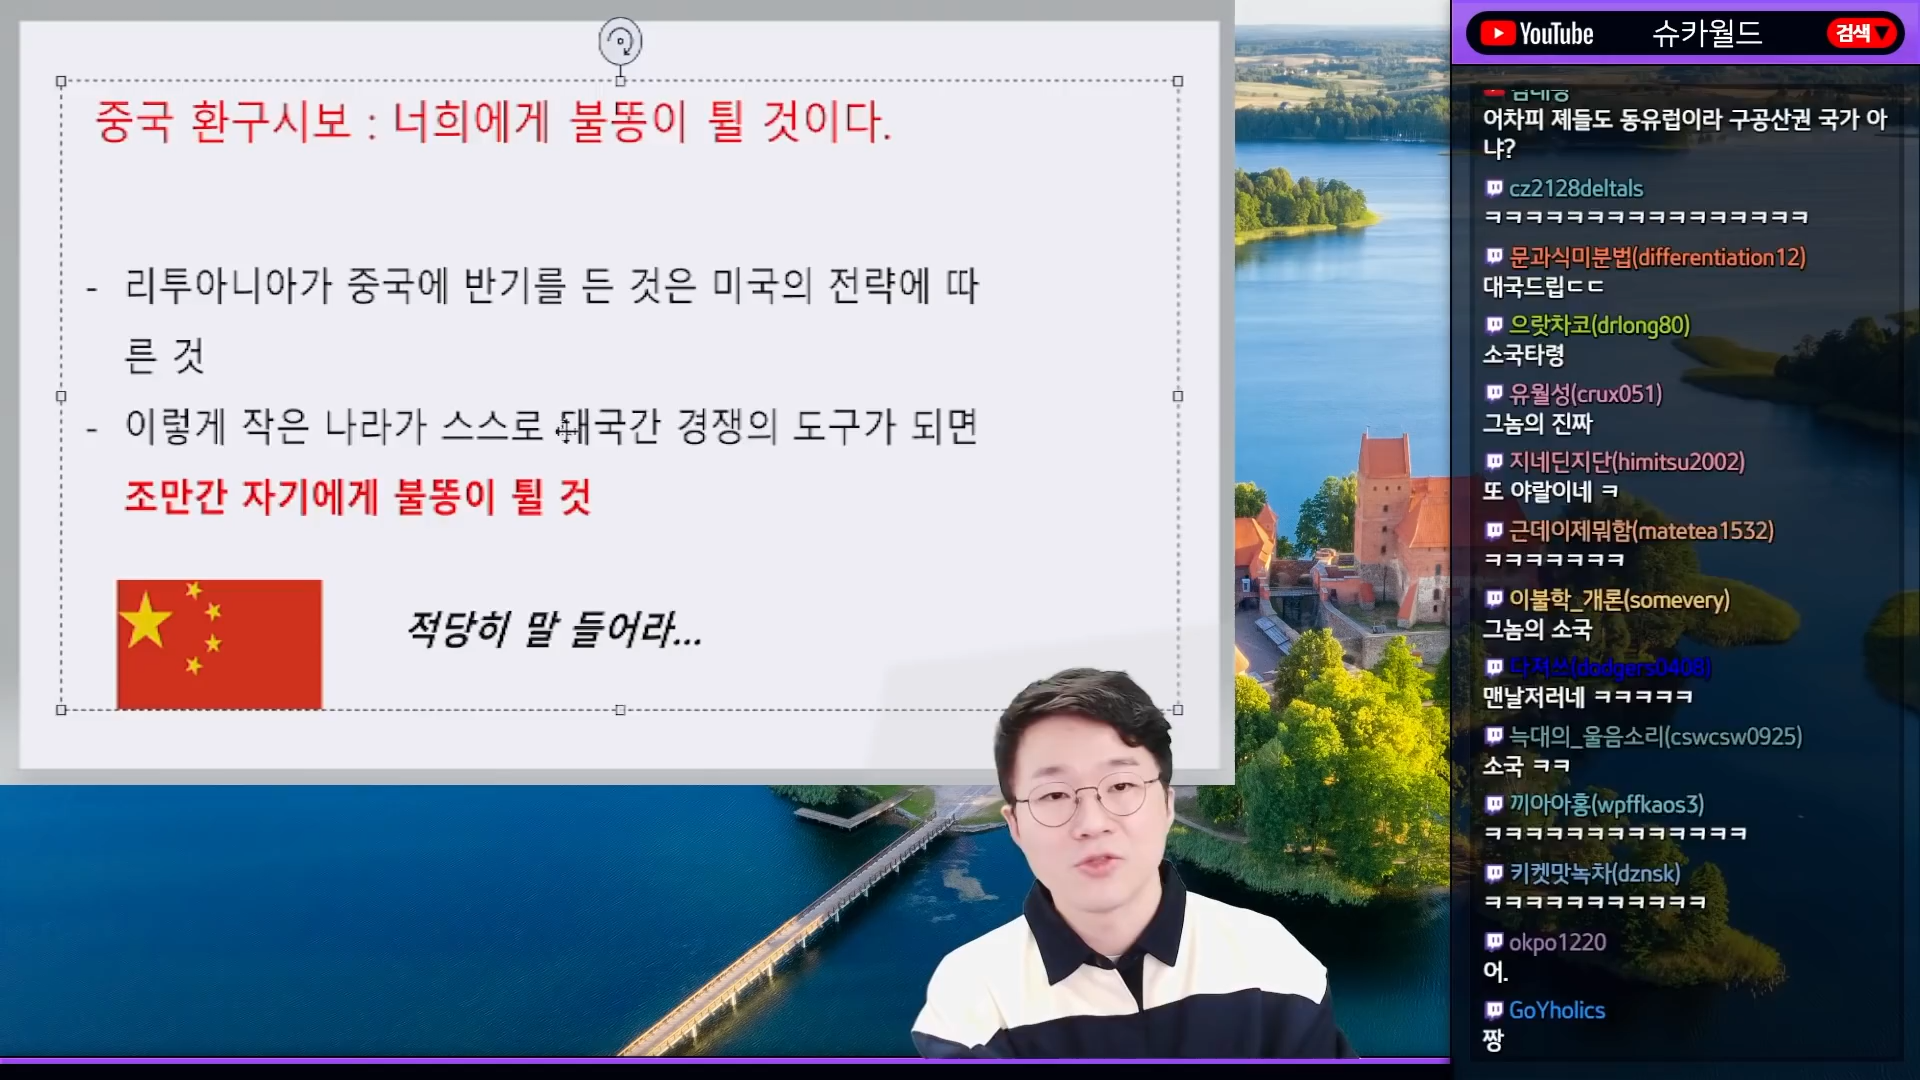 중국 환구시보 : 너희에게 불똥이 튈 것이다.
- 리투아니아가 중국에 반기를 든 것은 미국의 전략에 따
른 것
- 이렇게 작은 나라가 스스로 대국간 경쟁의 도구가 되면
조만간 자기에게 불똥이 튈 것
적당히 말 들어라...
YouTube 슈카월드 검색
어차피 졔들도 동유럽이라 구공산권 국가 아
냐?
cz2128deltals
ㅋㅋㅋㅋㅋㅋㅋㅋㅋㅋㅋㅋㅋㅋㅋㅋ
문과식미분법(differentiation12)
대국드립ㄷㄷ
으랏차코(drlong80)
소국타령
유월성(crux051)
그놈의 진짜
지네딘지단(himitsu2002)
또 야랄이네 ㅋ
근데이제뭐함(matetea1532)
ㅋㅋㅋㅋㅋㅋㅋ
이불학_개론(somevery)
그놈의 소국
다져쓰(dodgers0408)
맨날저러네 ㅋㅋㅋㅋㅋ
늑대의_울음소리(cswcsw0925)
소국 ㅋㅋ
끼아아홍(wpffkaos3)
ㅋㅋㅋㅋㅋㅋㅋㅋㅋㅋㅋㅋㅋ
키켓맛녹차(dznsk)
ㅋㅋㅋㅋㅋㅋㅋㅋㅋㅋㅋ
okpo1220
어.
GoYholics
짱